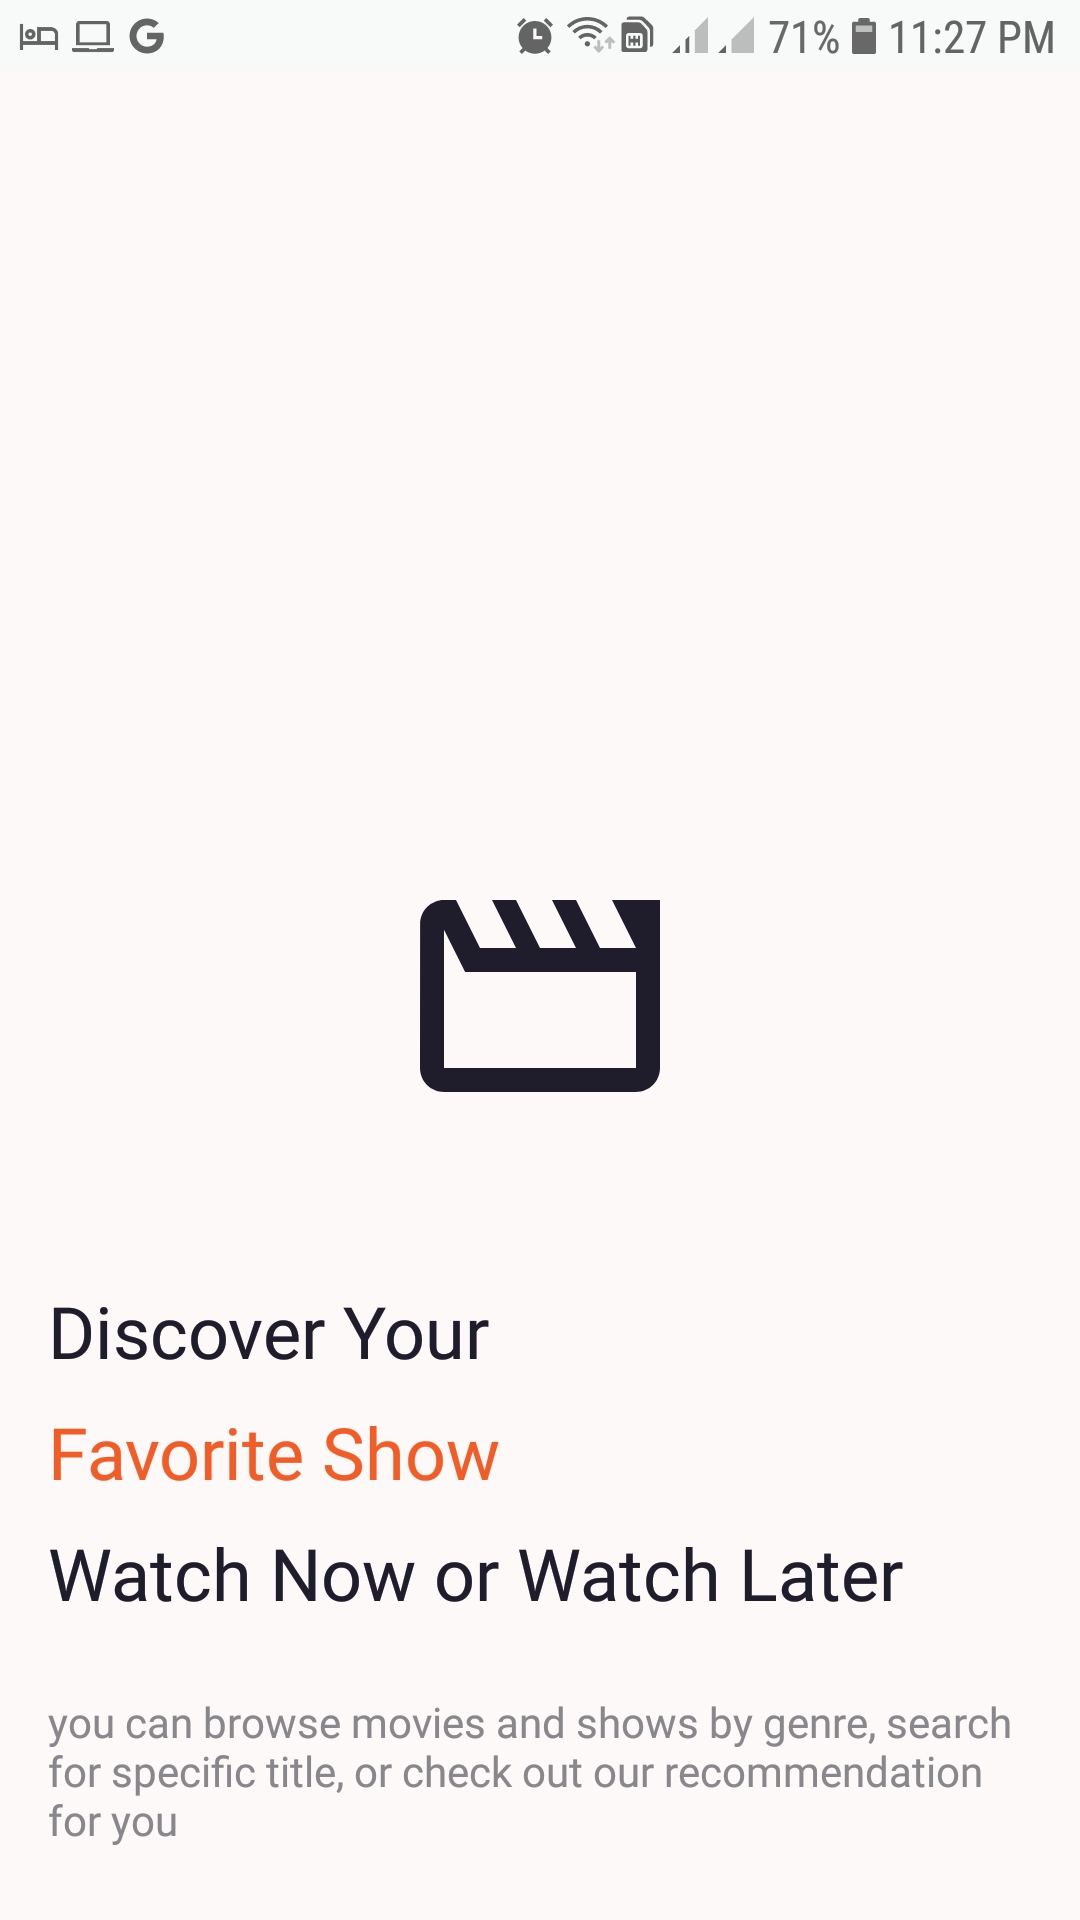 71% 11:27 PM
Discover Your
Favorite Show
Watch Now or Watch Later
you can browse movies and shows by genre, search
for specific title, or check out our recommendation
for you